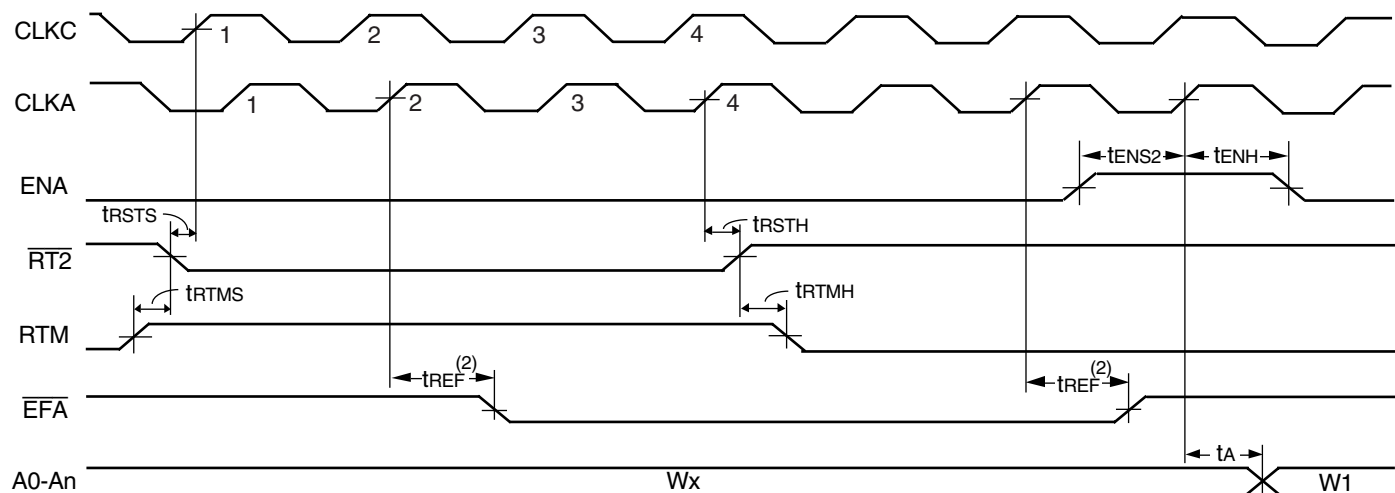 CLKC 1 2 3 4
CLKA 1 2 3 4
tENS2 tENH
ENA
tRSTS tRSTH
RT2
tRTMS tRTMH
RTM
tREF(2) tREF(2)
EFA
tA
A0-An Wx W1